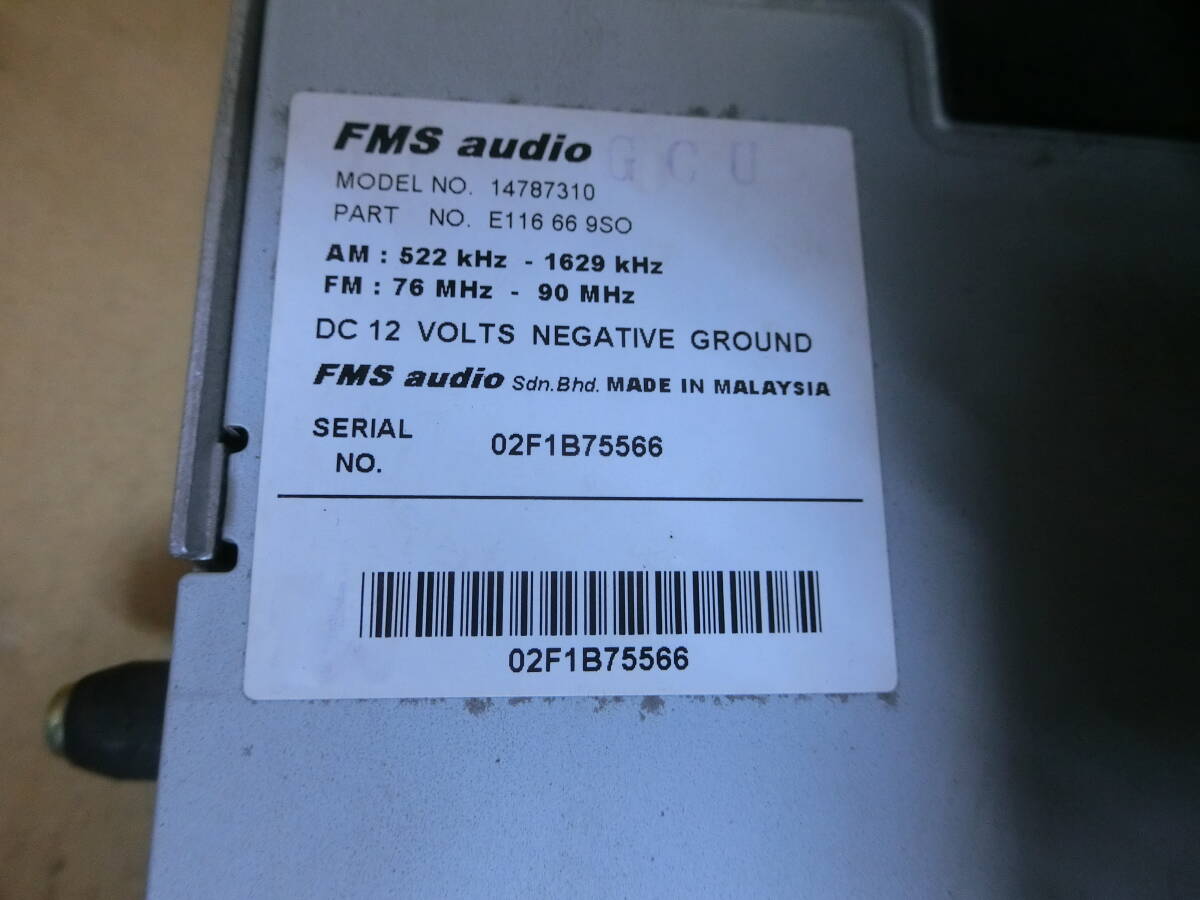 FMS audio GCU
MODEL NO. 14787310
PART NO. E116 66 9SO
AM : 522 kHz - 1629 kHz
FM : 76 MHz - 90 MHz
DC 12 VOLTS NEGATIVE GROUND
FMS audio Sdn.Bhd. MADE IN MALAYSIA
SERIAL NO. 02F1B75566
02F1B75566